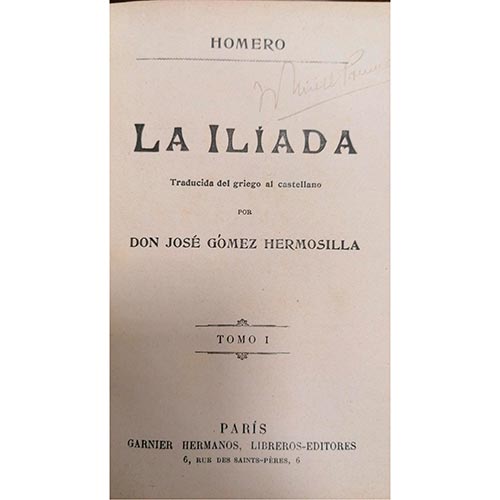 HOMERO
LA ILÍADA
Traducida del griego al castellano
POR
DON JOSÉ GÓMEZ HERMOSILLA
TOMO I
PARÍS
GARNIER HERMANOS, LIBREROS-EDITORES
6, RUE DES SAINTS-PÈRES, 6